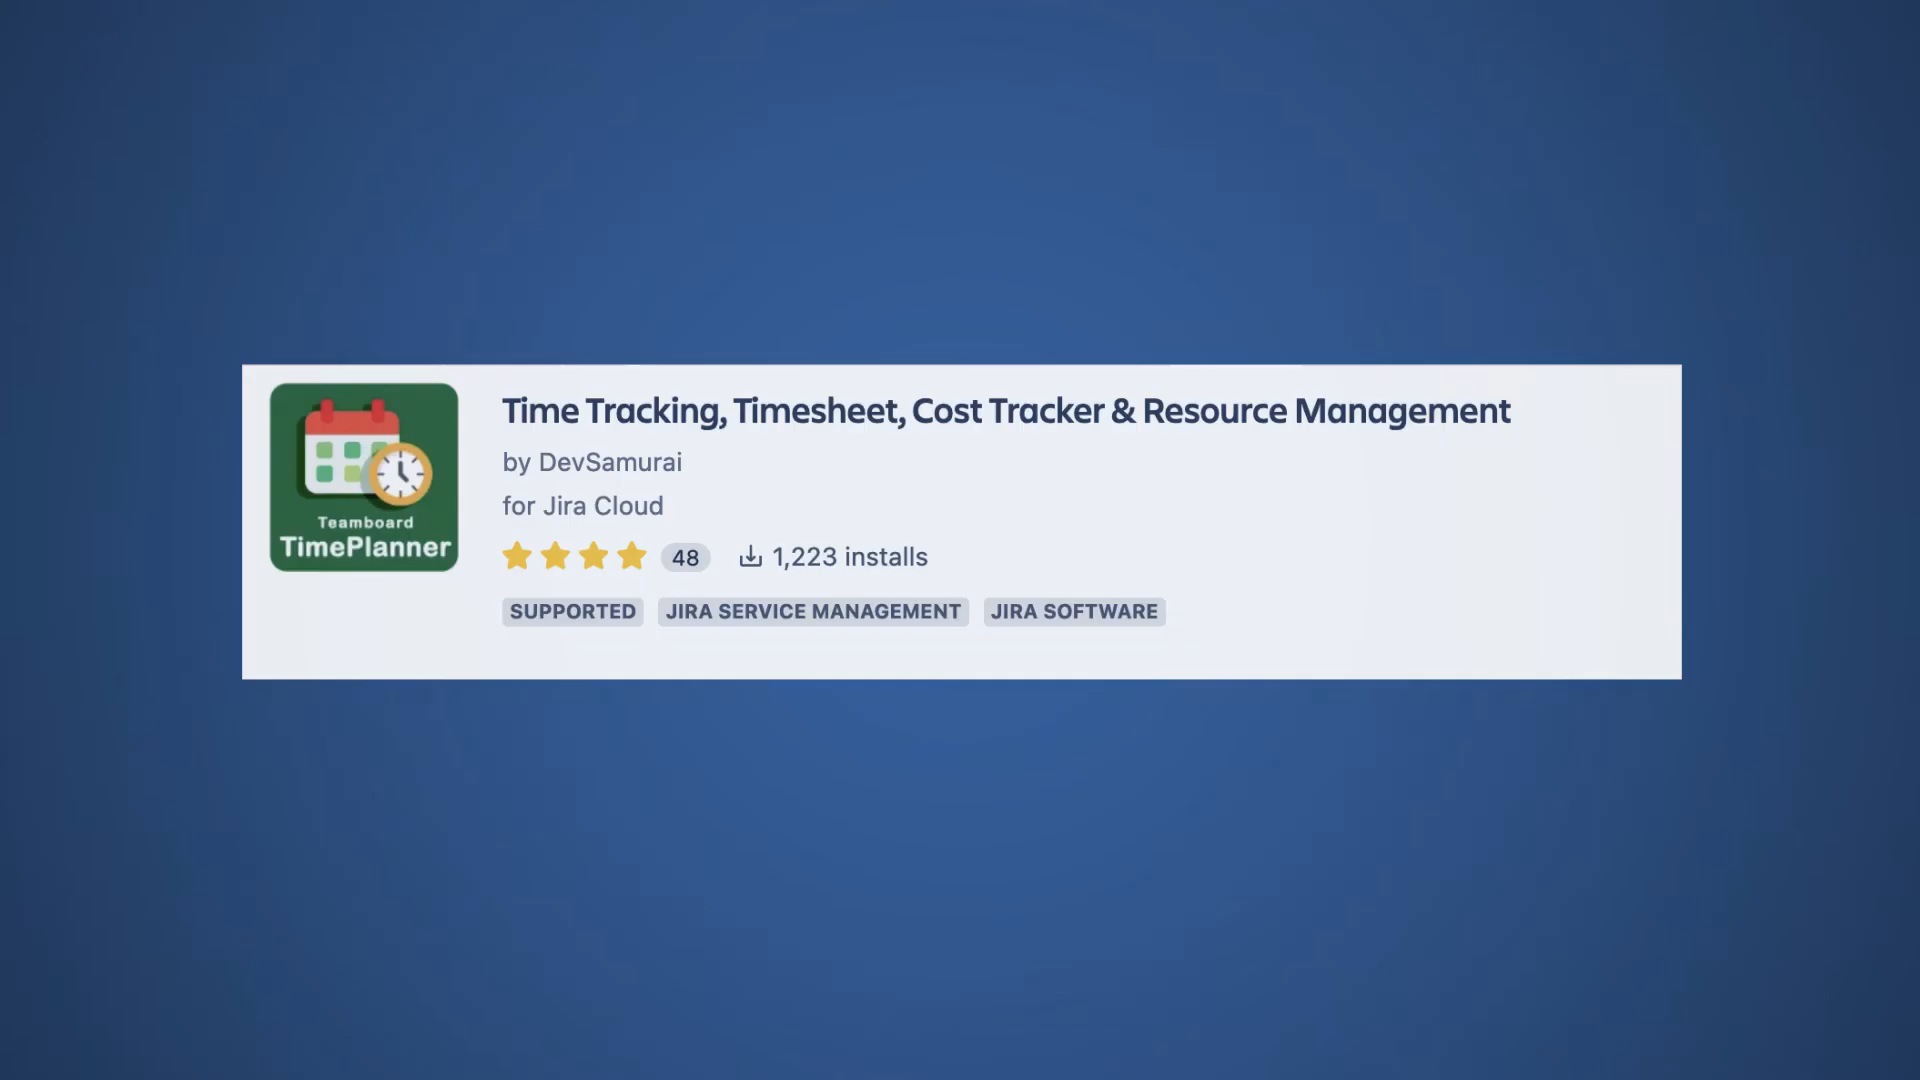 Time Tracking, Timesheet, Cost Tracker & Resource Management
by DevSamurai
for Jira Cloud
48 1,223 installs
SUPPORTED JIRA SERVICE MANAGEMENT JIRA SOFTWARE
Teamboard
TimePlanner